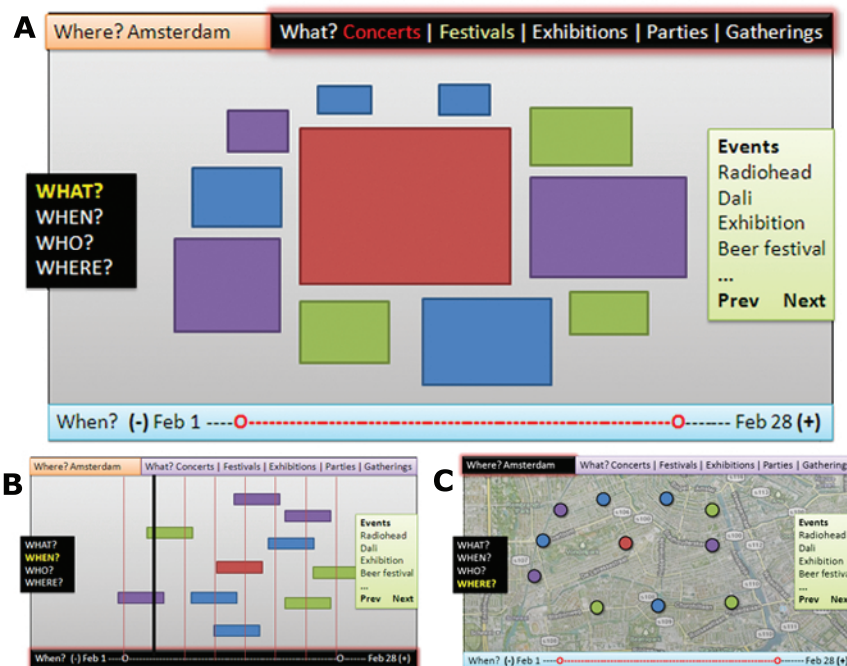 A
Where? Amsterdam
What? Concerts | Festivals | Exhibitions | Parties | Gatherings
WHAT?
WHEN?
WHO?
WHERE?
Events
Radiohead
Dali
Exhibition
Beer festival
...
Prev Next
When? (-) Feb 1 ----O O------- Feb 28 (+)
B
Where? Amsterdam
What? Concerts | Festivals | Exhibitions | Parties | Gatherings
WHAT?
WHEN?
WHO?
WHERE?
Events
Radiohead
Dali
Exhibition
Beer festival
...
Prev Next
When? (-) Feb 1 Feb 28 (+)
C
Where? Amsterdam
What? Concerts | Festivals | Exhibitions | Parties | Gatherings
WHAT?
WHEN?
WHO?
WHERE?
Events
Radiohead
Dali
Exhibition
Beer festiva
...
Prev Next
When? (-) Feb 1 Feb 28 (+)